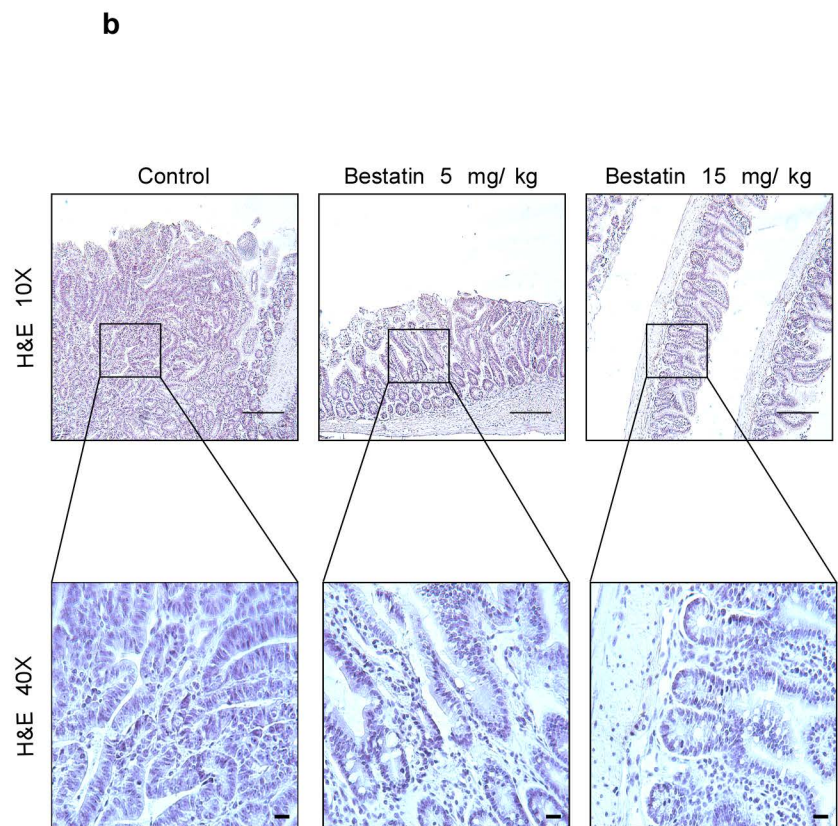 b
Control
Bestatin 5 mg/ kg
Bestatin 15 mg/ kg
H&E 10X
H&E 40X